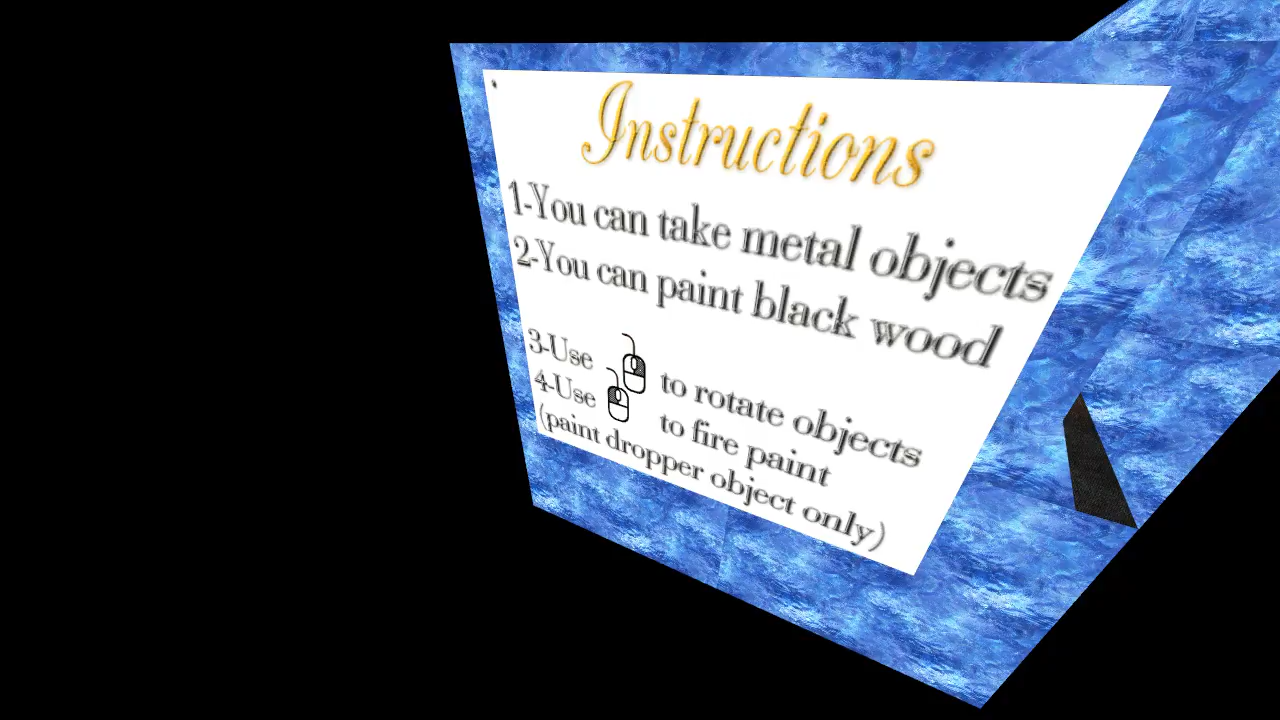 Instructions
1-You can take metal objects
2-You can paint black wood
3-Use to rotate objects
4-Use to fire paint
(paint dropper object only)